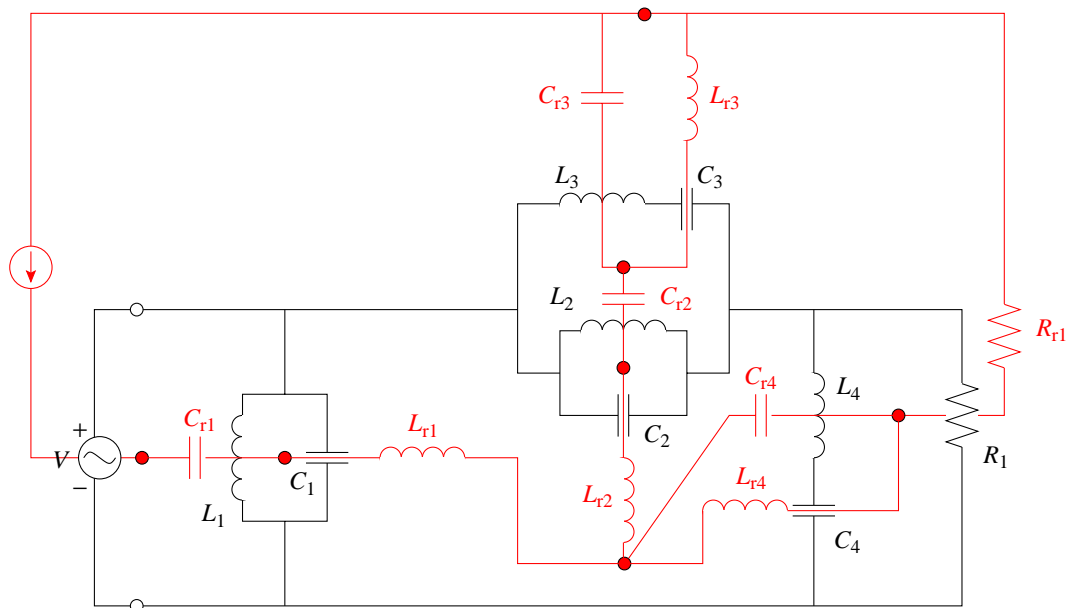 C_r3
L_r3
L_3
C_3
L_2
C_r2
R_r1
C_r4
L_4
C_r1
L_r1
+
V
−
C_1
C_2
R_1
L_r4
L_r2
L_1
C_4